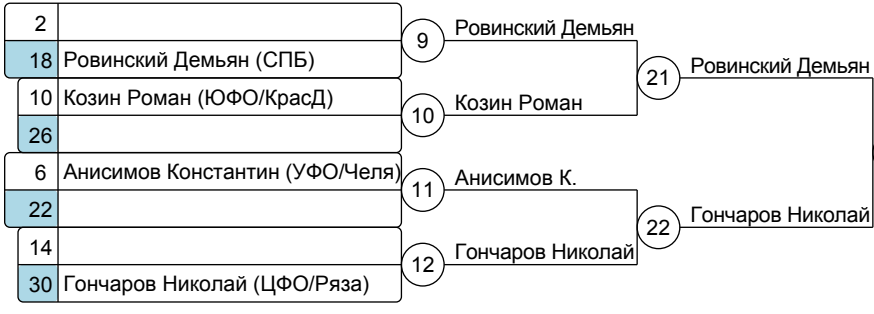 2
18 Ровинский Демьян (СПБ)
9
Ровинский Демьян
10 Козин Роман (ЮФО/КрасД)
26
10
Козин Роман
21
Ровинский Демьян
6 Анисимов Константин (УФО/Челя)
22
11
Анисимов К.
14
30 Гончаров Николай (ЦФО/Ряза)
12
Гончаров Николай
22
Гончаров Николай